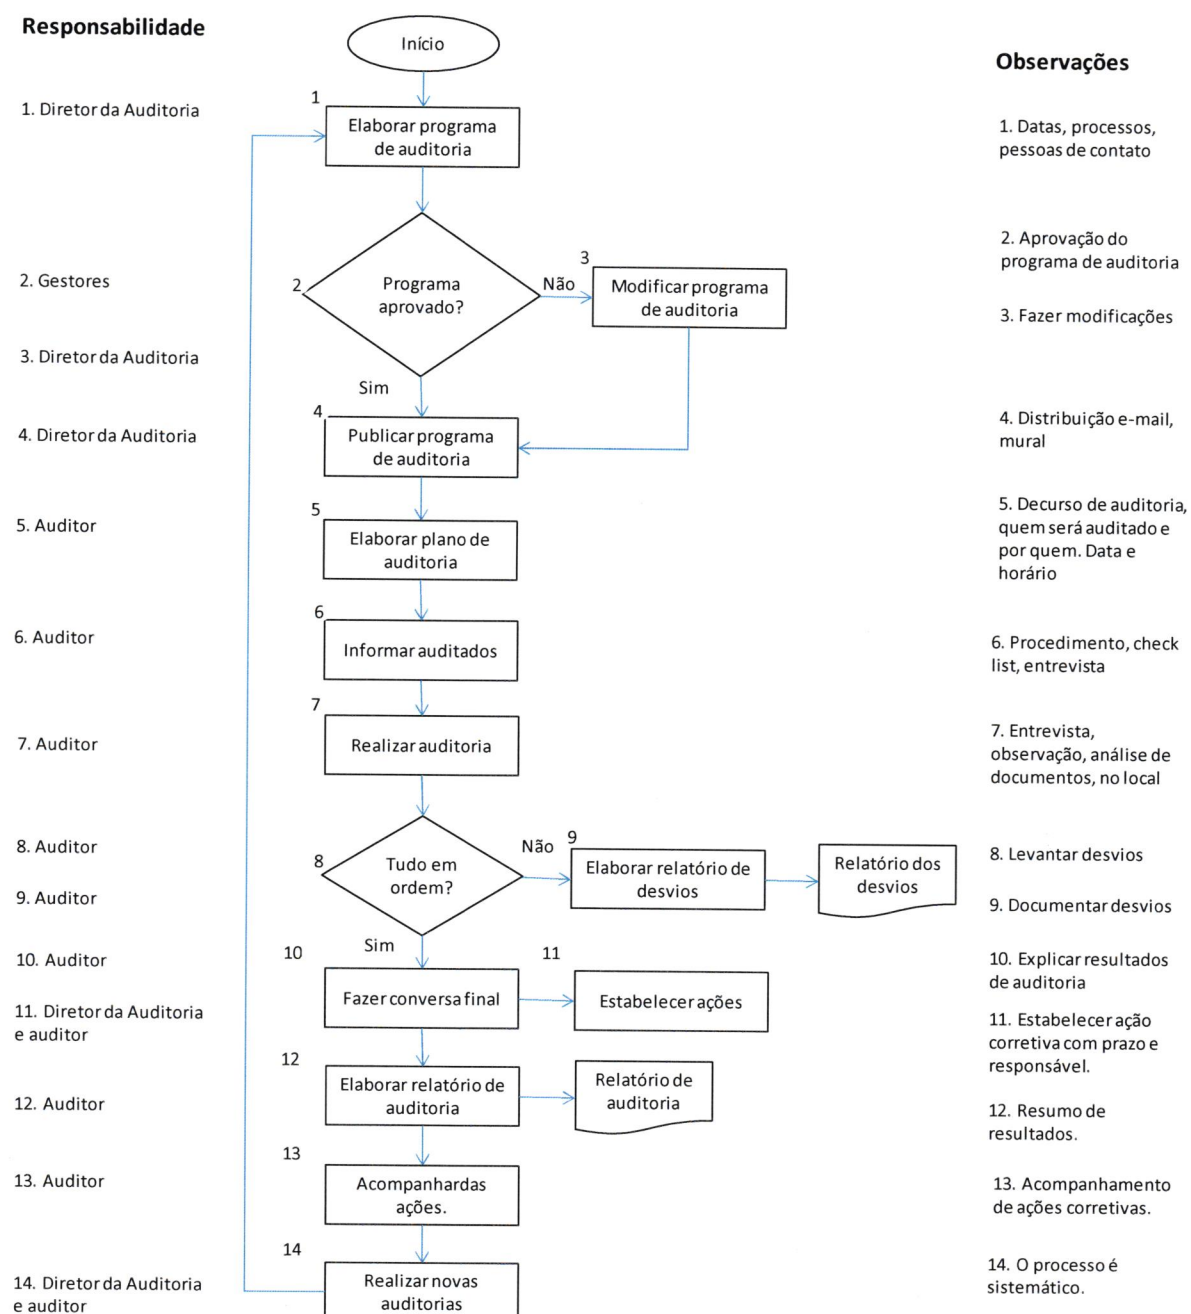 Responsabilidade
1. Diretor da Auditoria
2. Gestores
3. Diretor da Auditoria
4. Diretor da Auditoria
5. Auditor
6. Auditor
7. Auditor
8. Auditor
9. Auditor
10. Auditor
11. Diretor da Auditoria
e auditor
12. Auditor
13. Auditor
14. Diretor da Auditoria
e auditor
Início
1
Elaborar programa
de auditoria
2
Programa
aprovado?
Não
3
Modificar programa
de auditoria
Sim
4
Publicar programa
de auditoria
5
Elaborar plano de
auditoria
6
Informar auditados
7
Realizar auditoria
8
Tudo em
ordem?
Não
9
Elaborar relatório de
desvios
Relatório dos
desvios
Sim
10
Fazer conversa final
11
Estabelecer ações
12
Elaborar relatório de
auditoria
Relatório de
auditoria
13
Acompanhar das
ações.
14
Realizar novas
auditorias
Observações
1. Datas, processos,
pessoas de contato
2. Aprovação do
programa de auditoria
3. Fazer modificações
4. Distribuição e-mail,
mural
5. Decurso de auditoria,
quem será auditado e
por quem. Data e
horário
6. Procedimento, check
list, entrevista
7. Entrevista,
observação, análise de
documentos, no local
8. Levantar desvios
9. Documentar desvios
10. Explicar resultados
de auditoria
11. Estabelecer ação
corretiva com prazo e
responsável.
12. Resumo de
resultados.
13. Acompanhamento
de ações corretivas.
14. O processo é
sistemático.